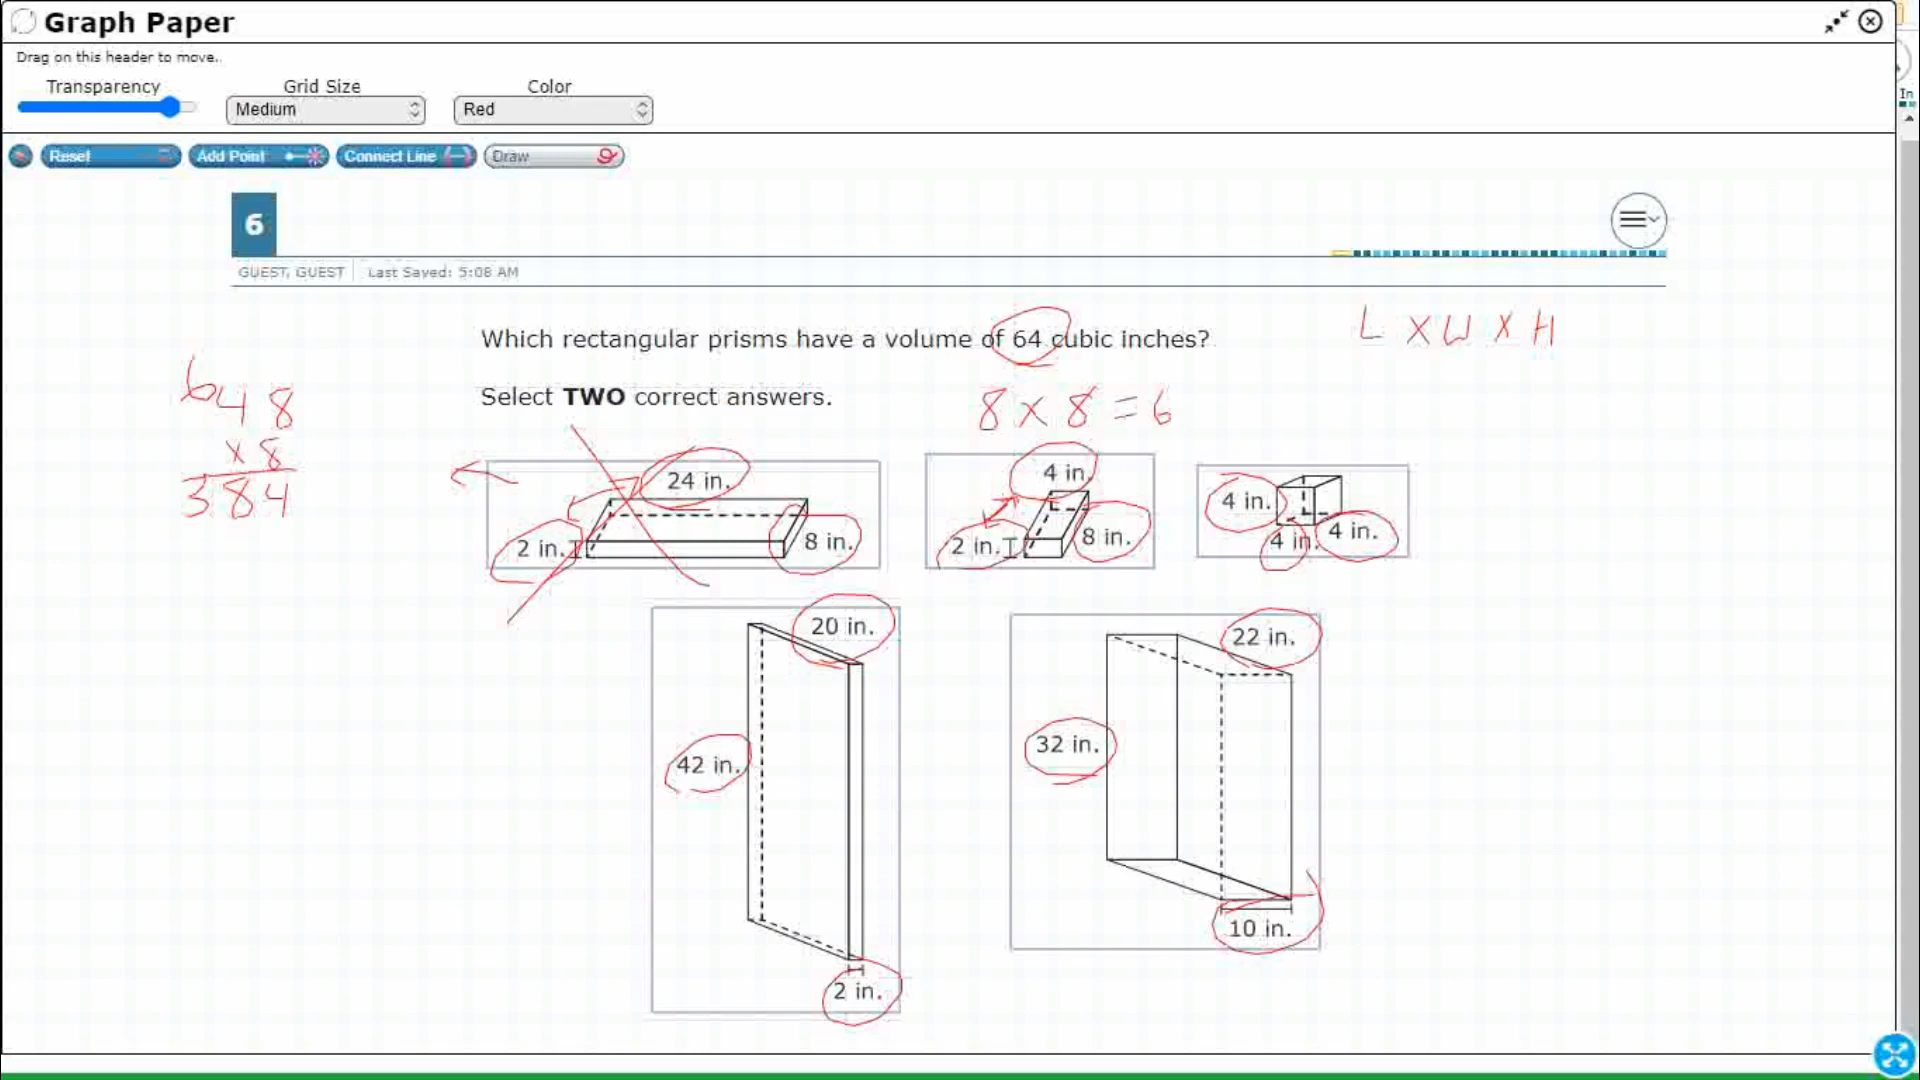 Graph Paper
Drag on this header to move..
Transparency Grid Size Color
Medium Red
Reset Add Point Connect Line Draw
In
6
GUEST, GUEST Last Saved: 5:08 AM
Which rectangular prisms have a volume of 64 cubic inches?
L x W x H
Select TWO correct answers.
8 x 8 = 6
6
48
x 8
384
24 in.
2 in.
8 in.
4 in.
2 in.
8 in.
4 in.
4 in.
4 in.
20 in.
42 in.
2 in.
22 in.
32 in.
10 in.